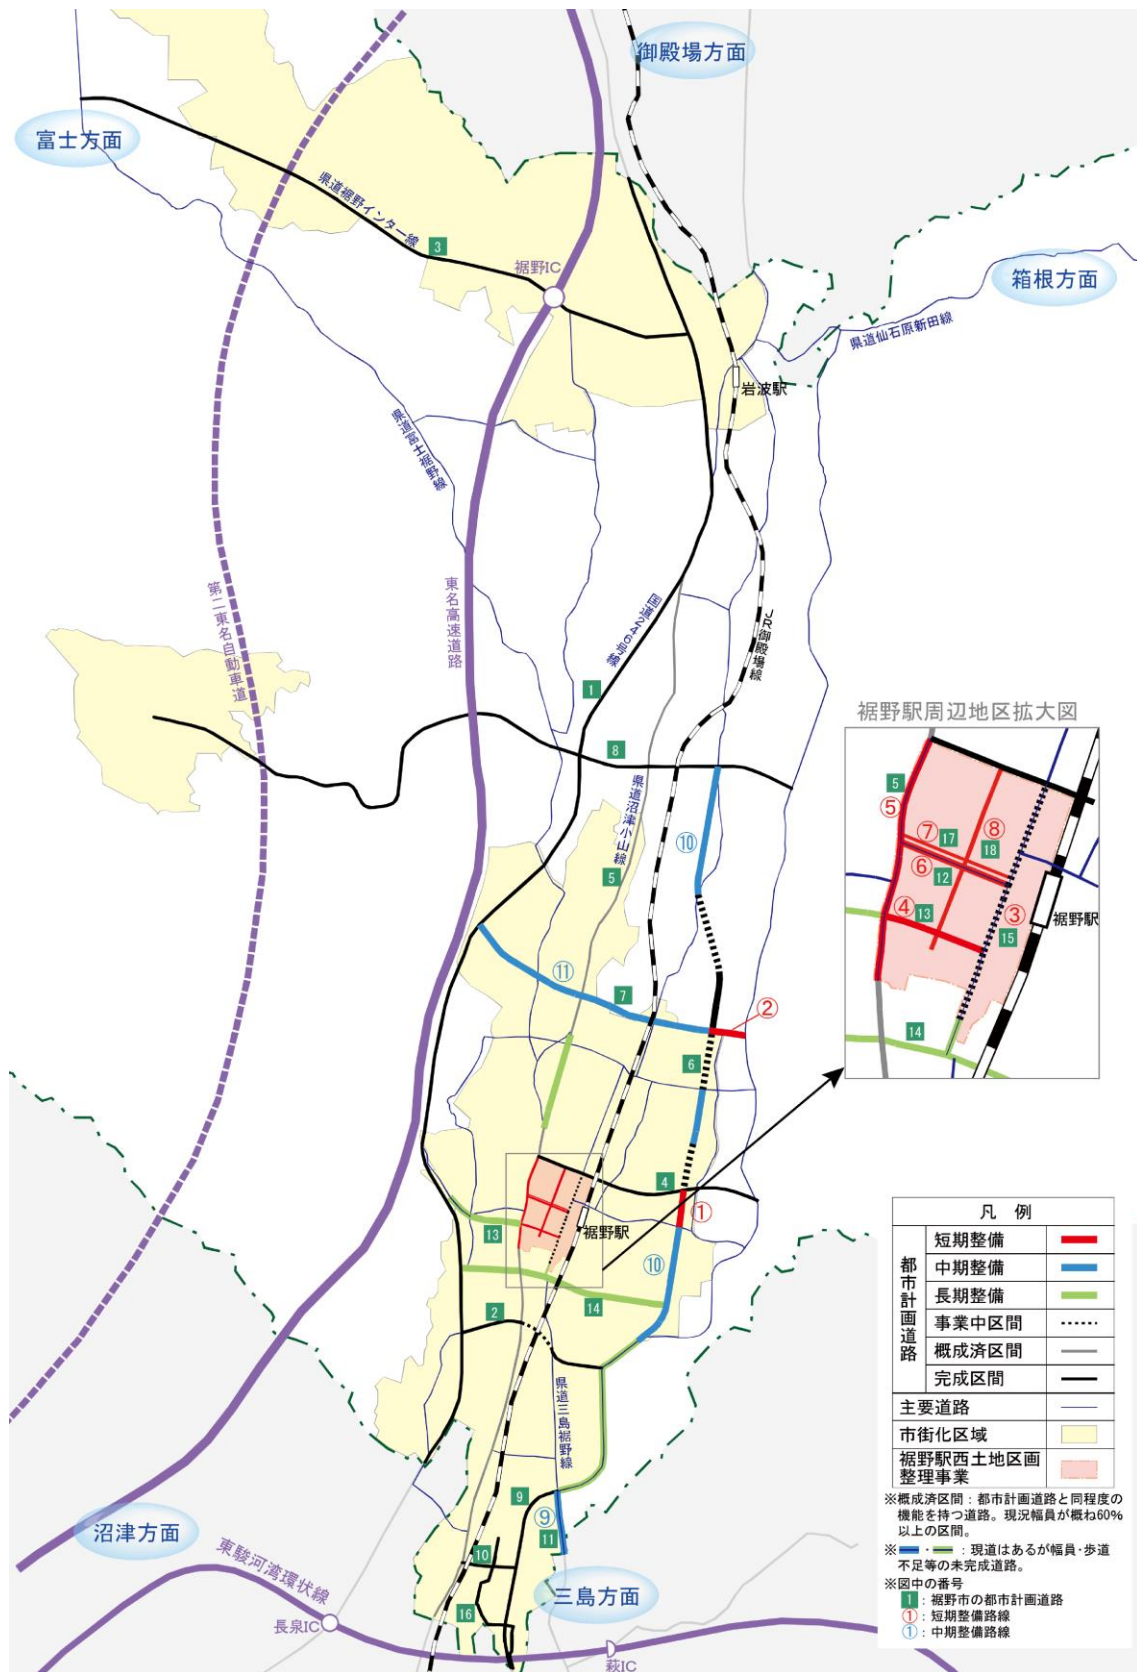 御殿場方面
富士方面
県道裾野インター線
3
裾野IC
箱根方面
県道仙石原新田線
岩波駅
県道富士裾野線
第二東名自動車道
東名高速道路
国道246号線
JR御殿場線
1
8
県道沼津小山線
5
⑩
⑪
7
②
6
4
①
裾野駅
13
⑩
14
2
県道三島裾野線
9
⑨
11
10
16
沼津方面
東駿河湾環状線
長泉IC
三島方面
萩IC
裾野駅周辺地区拡大図
5
⑤
⑦
17
⑧
18
⑥
12
④
13
③
15
裾野駅
14
凡 例
都市計画道路
短期整備
中期整備
長期整備
事業中区間
概成済区間
完成区間
主要道路
市街化区域
裾野駅西土地区画
整理事業
※概成済区間：都市計画道路と同程度の
機能を持つ道路。現況幅員が概ね60%
以上の区間。
※ ・ ：現道はあるが幅員・歩道
不足等の未完成道路。
※図中の番号
1：裾野市の都市計画道路
①：短期整備路線
①：中期整備路線